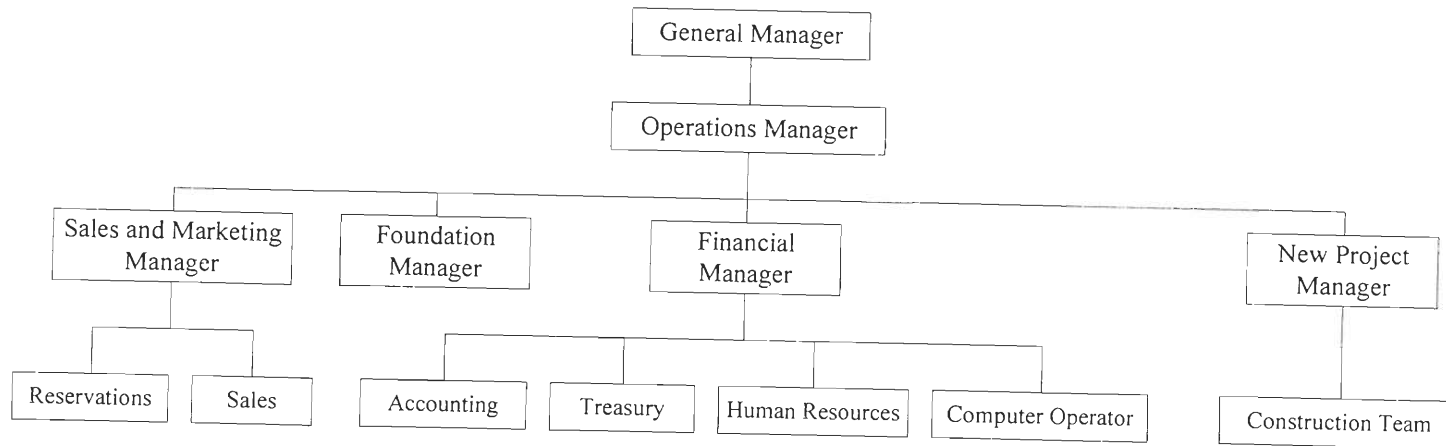 General Manager
Operations Manager
Sales and Marketing
Manager
Foundation
Manager
Financial
Manager
New Project
Manager
Reservations
Sales
Accounting
Treasury
Human Resources
Computer Operator
Construction Team